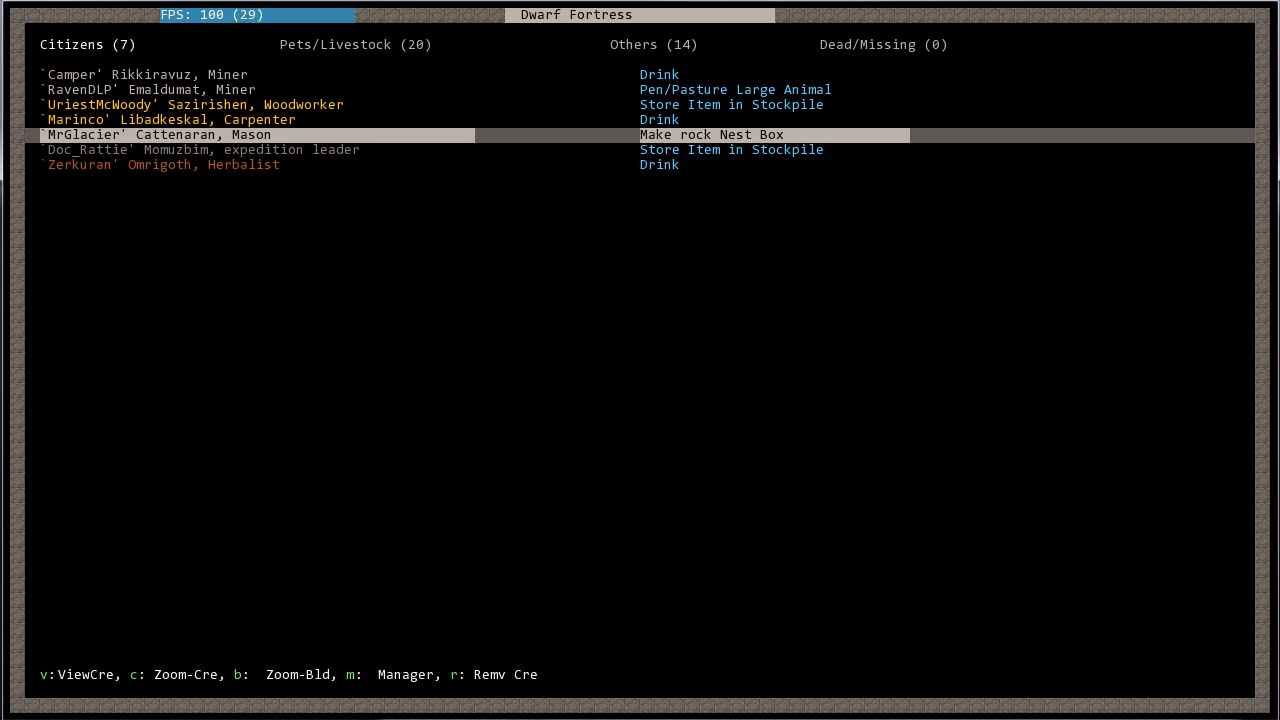 FPS: 100 (29) Dwarf Fortress
Citizens (7) Pets/Livestock (20) Others (14) Dead/Missing (0)
`Camper' Rikkiravuz, Miner Drink
`RavenDLP' Emaldumat, Miner Pen/Pasture Large Animal
`UriestMcWoody' Sazirishen, Woodworker Store Item in Stockpile
`Marinco' Libadkeskal, Carpenter Drink
`MrGlacier' Cattenaran, Mason Make rock Nest Box
`Doc_Rattie' Momuzbim, expedition leader Store Item in Stockpile
`Zerkuran' Omrigoth, Herbalist Drink
v:ViewCre, c: Zoom-Cre, b: Zoom-Bld, m: Manager, r: Remv Cre